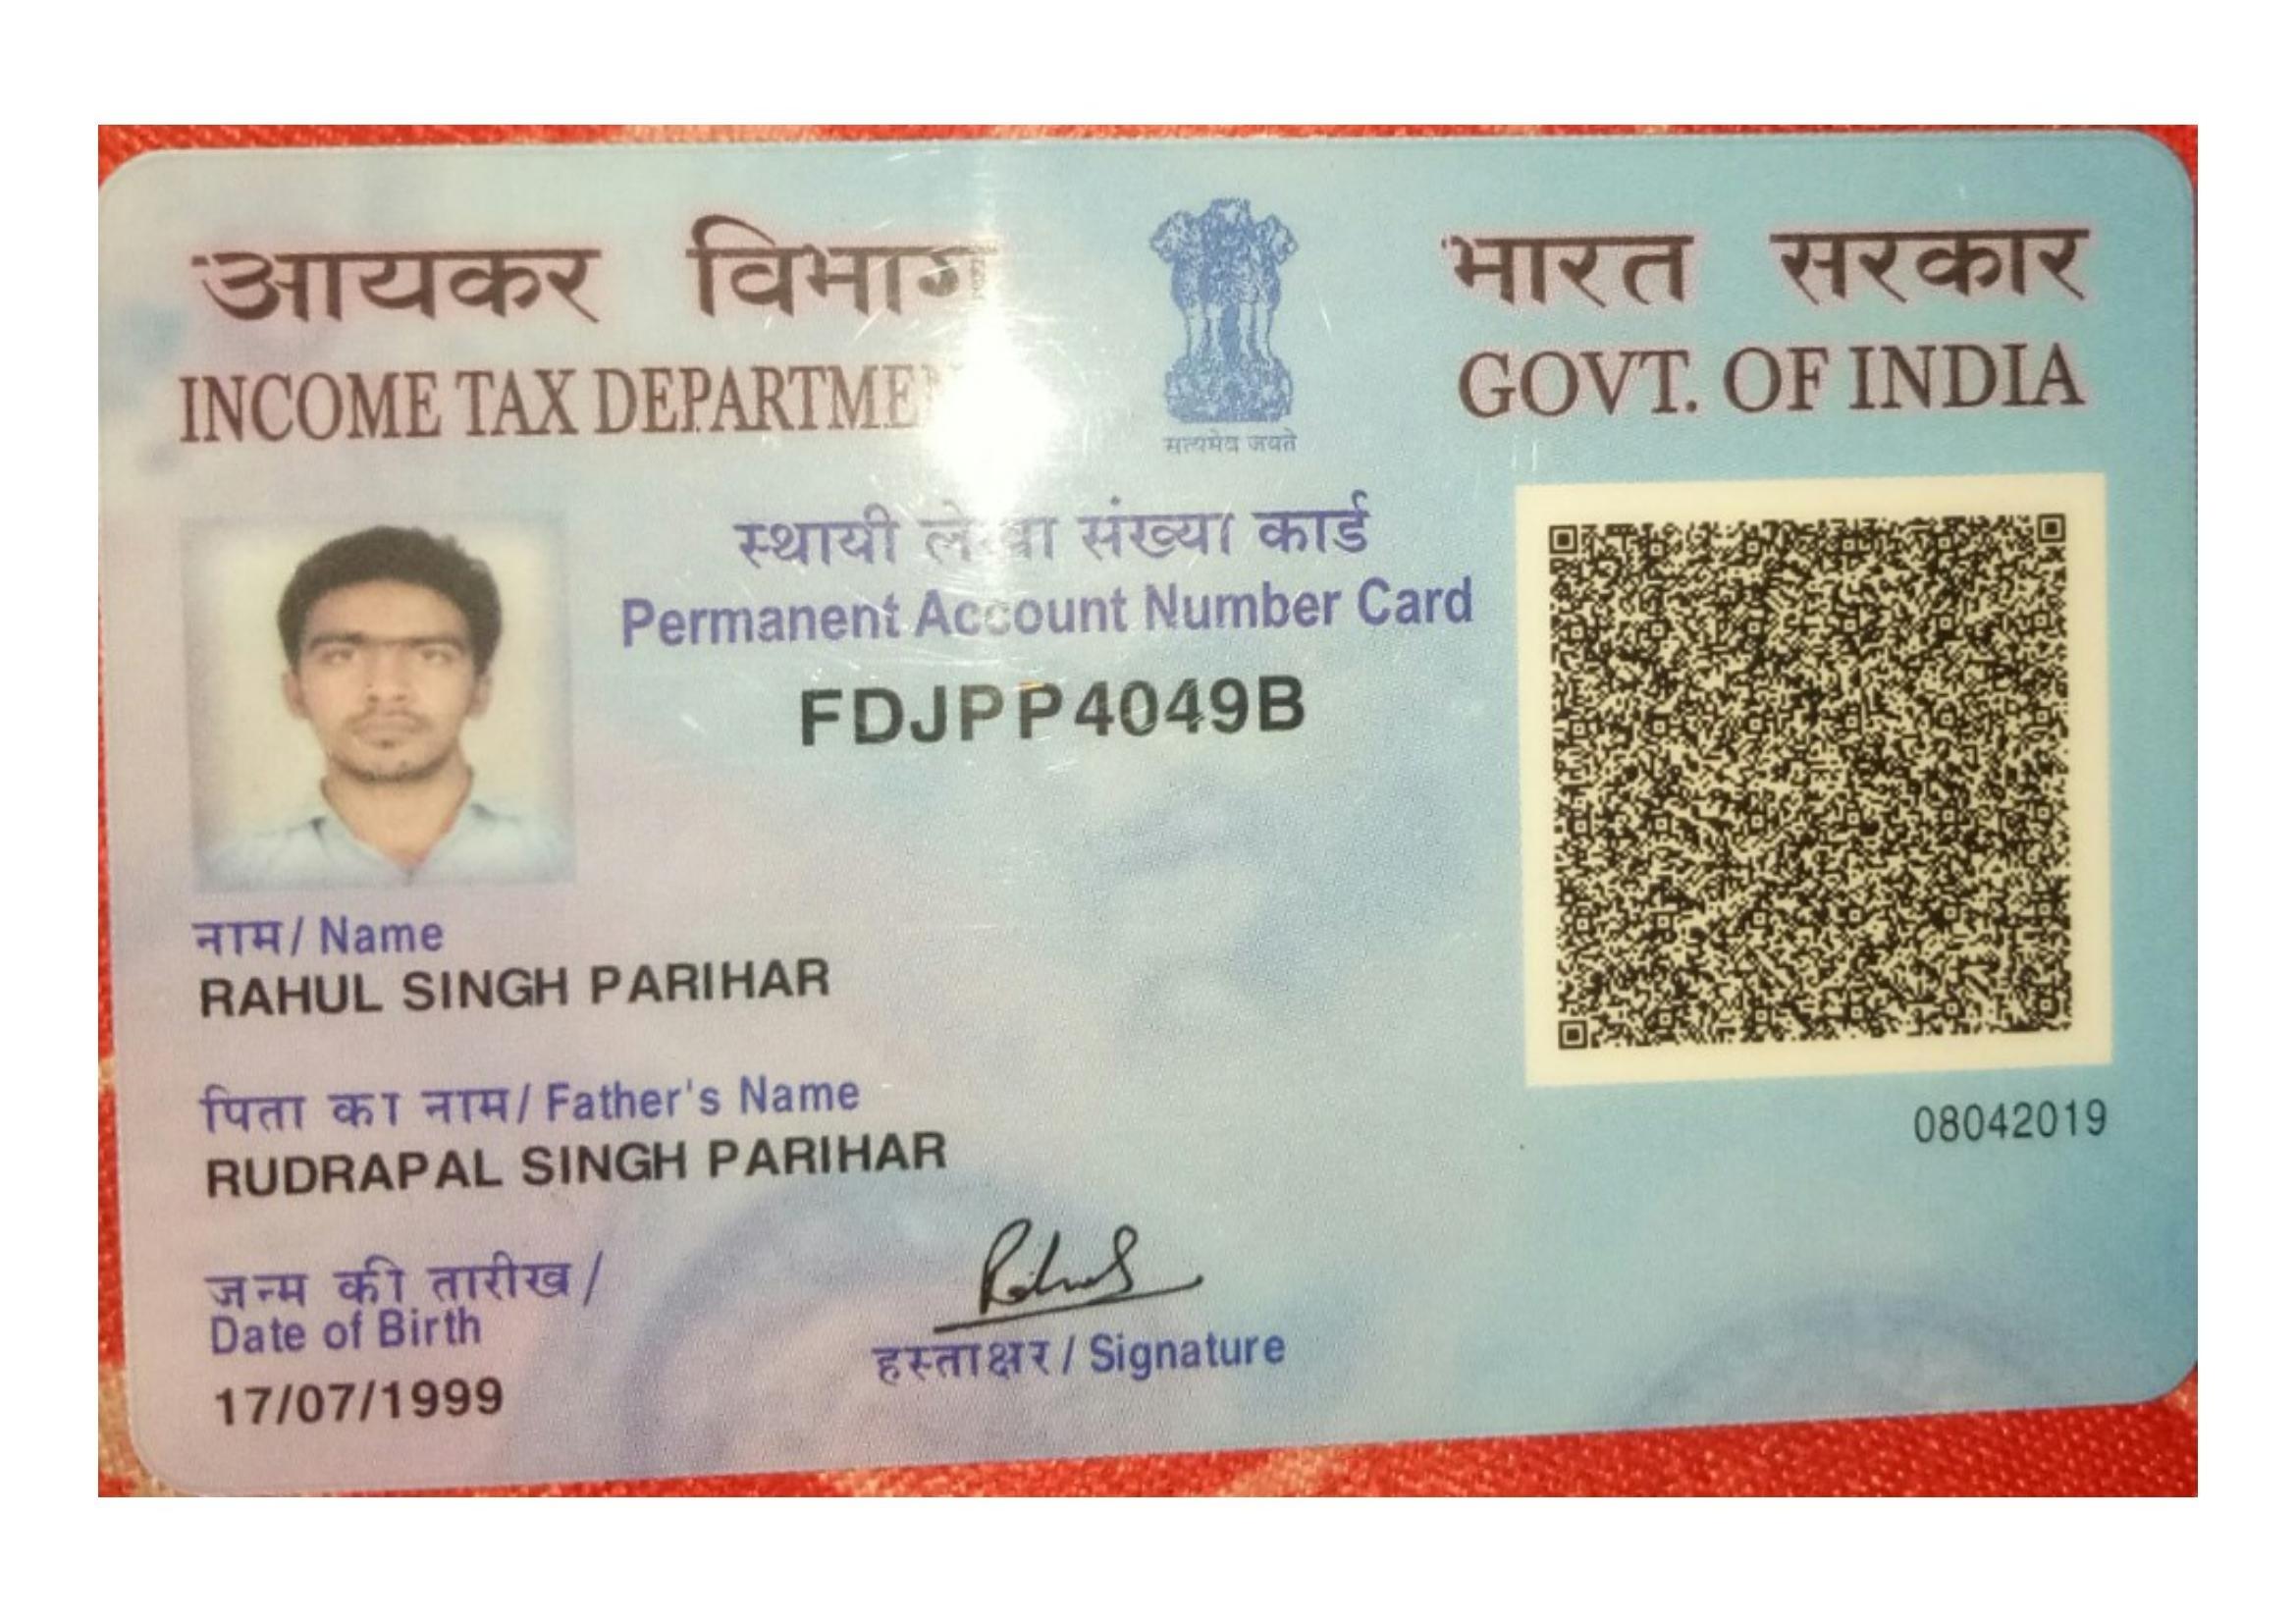 आयकर विभाग
INCOME TAX DEPARTME
सत्यमेव जयते
भारत सरकार
GOVT. OF INDIA
स्थायी लेखा संख्या कार्ड
Permanent Account Number Card
FDJPP4049B
नाम / Name
RAHUL SINGH PARIHAR
पिता का नाम / Father's Name
RUDRAPAL SINGH PARIHAR
08042019
जन्म की तारीख /
Date of Birth
17/07/1999
Rahul
हस्ताक्षर / Signature